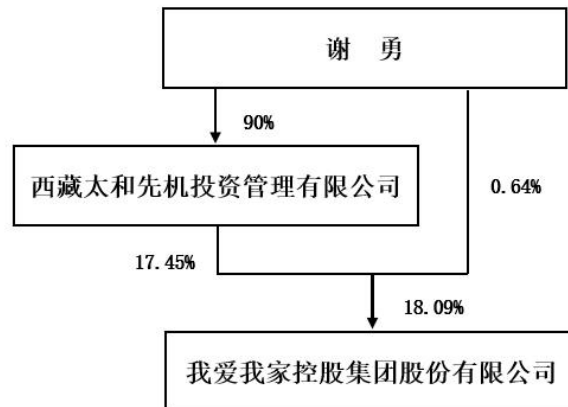 谢 勇
90%
西藏太和先机投资管理有限公司
0.64%
17.45%
18.09%
我爱我家控股集团股份有限公司